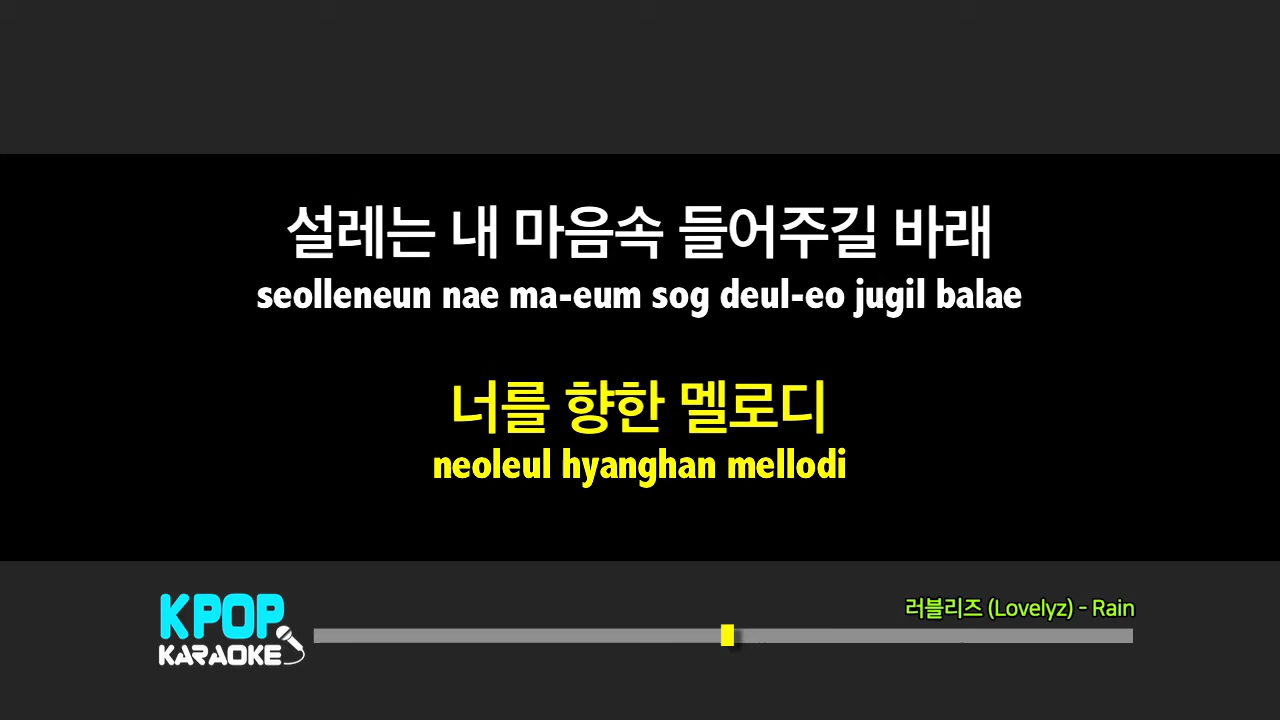 설레는 내 마음속 들어주길 바래
seolleneun nae ma-eum sog deul-eo jugil balae
너를 향한 멜로디
neoleul hyanghan mellodi
러블리즈 (Lovelyz) - Rain
KPOP
KARAOKE